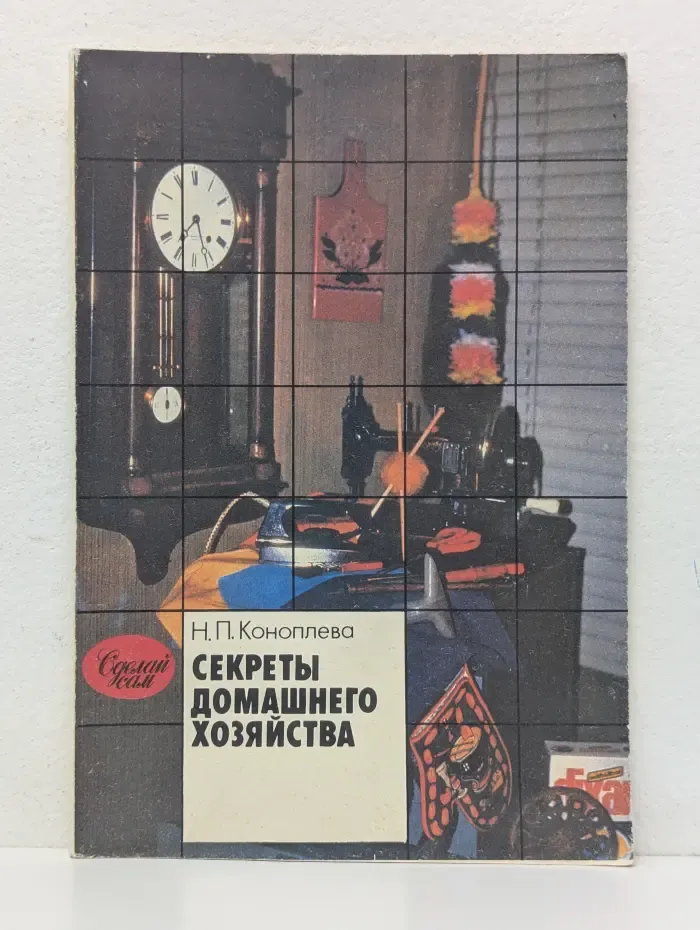 Н. П. Коноплева
Сделай
сам
СЕКРЕТЫ
ДОМАШНЕГО
ХОЗЯЙСТВА